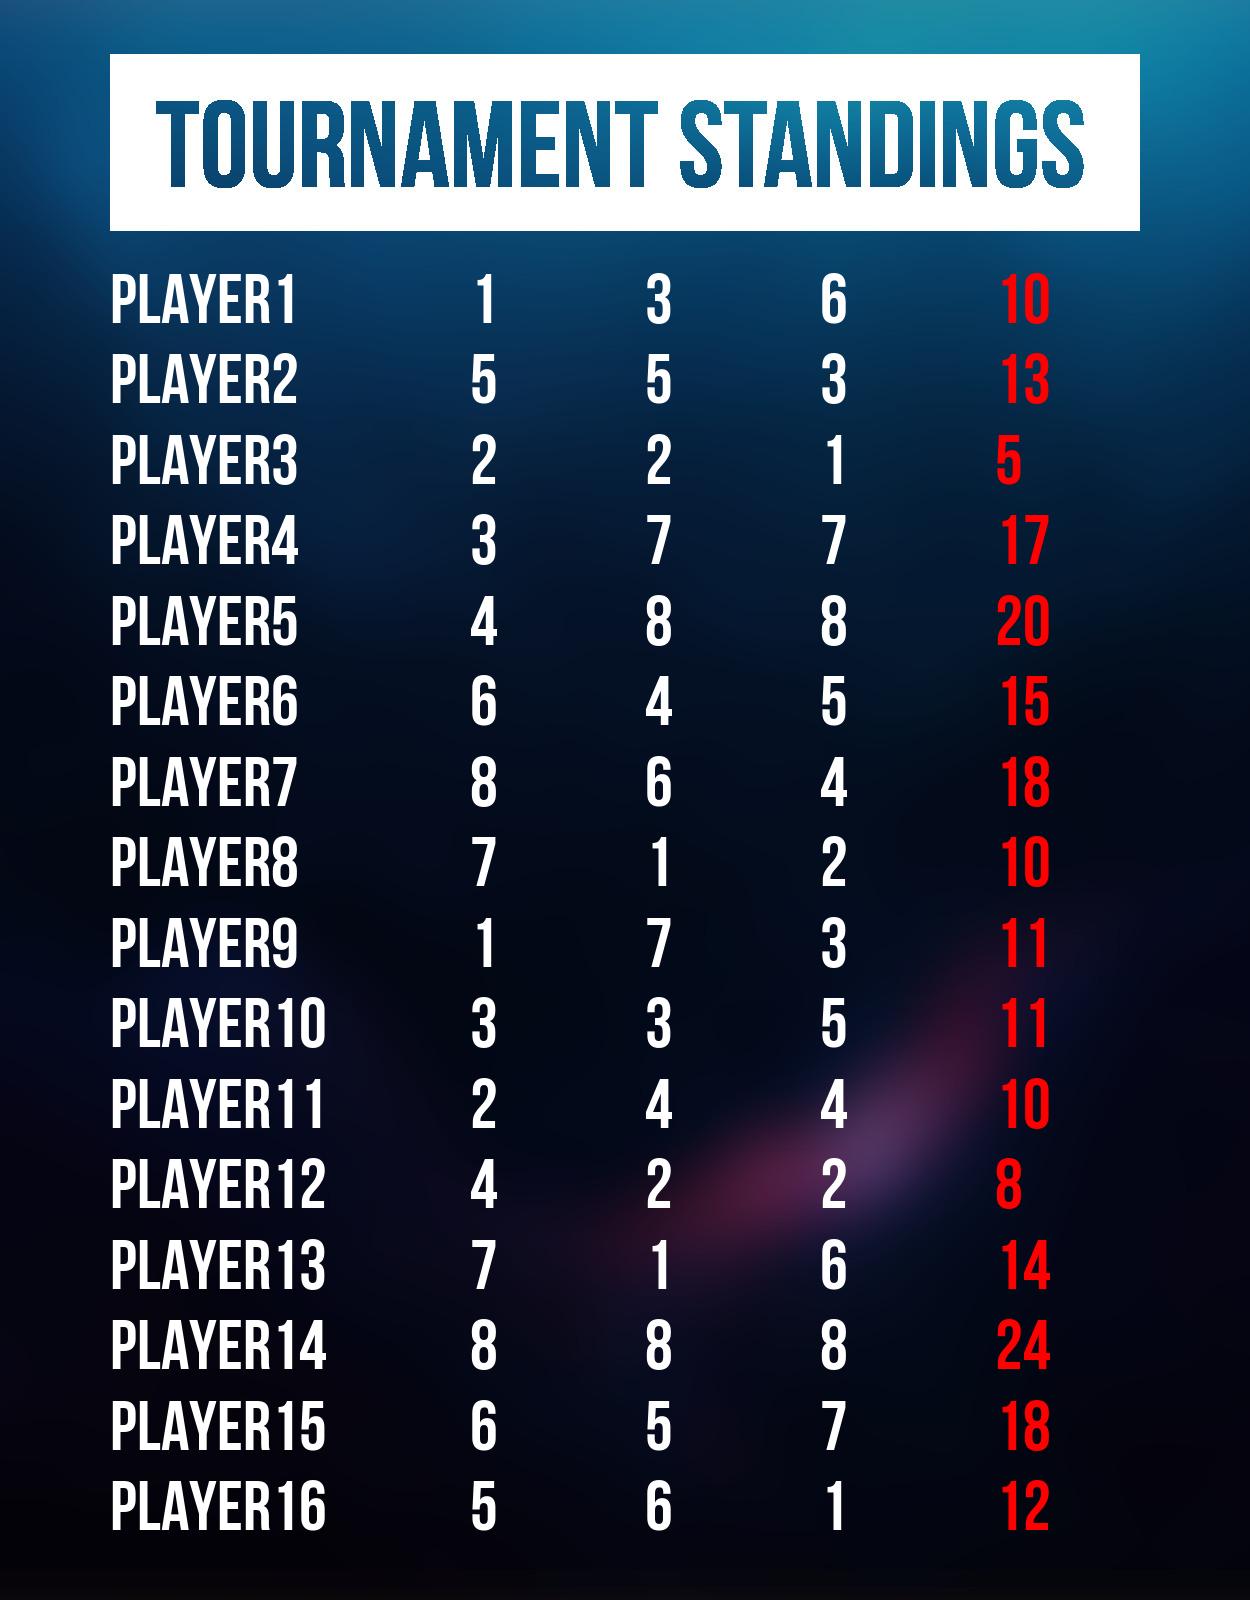 TOURNAMENT STANDINGS
PLAYER1 1 3 6 10
PLAYER2 5 5 3 13
PLAYER3 2 2 1 5
PLAYER4 3 7 7 17
PLAYER5 4 8 8 20
PLAYER6 6 4 5 15
PLAYER7 8 6 4 18
PLAYER8 7 1 2 10
PLAYER9 1 7 3 11
PLAYER10 3 3 5 11
PLAYER11 2 4 4 10
PLAYER12 4 2 2 8
PLAYER13 7 1 6 14
PLAYER14 8 8 8 24
PLAYER15 6 5 7 18
PLAYER16 5 6 1 12